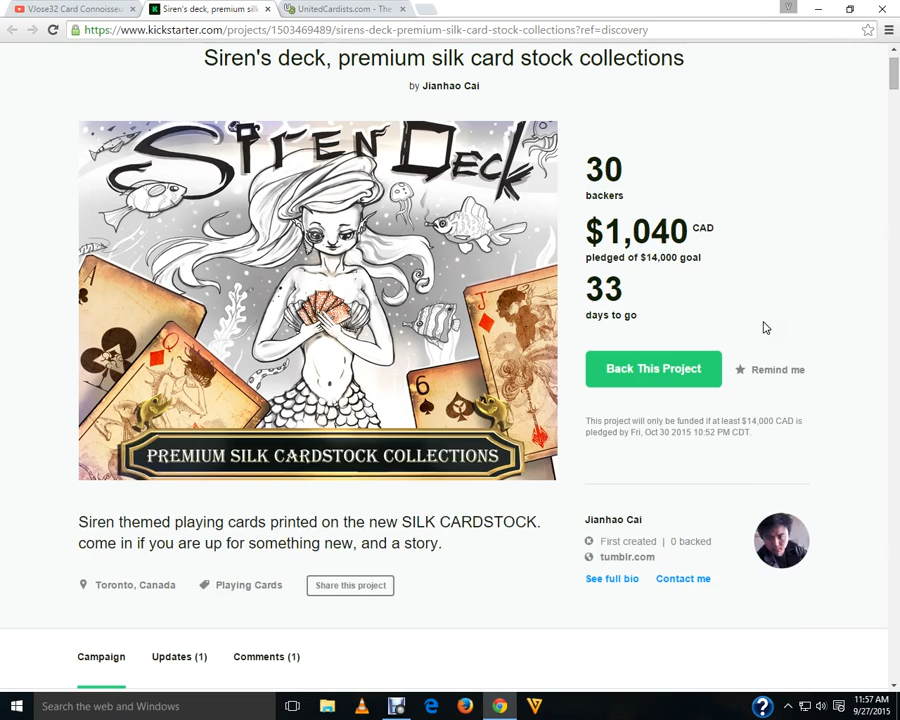 VJose32 Card Connoisseu
Siren's deck, premium silk
UnitedCardists.com - The
https://www.kickstarter.com/projects/1503469489/sirens-deck-premium-silk-card-stock-collections?ref=discovery
Siren's deck, premium silk card stock collections
by Jianhao Cai
SIREN DECK
A
Q
6
J
PREMIUM SILK CARDSTOCK COLLECTIONS
30
backers
$1,040 CAD
pledged of $14,000 goal
33
days to go
Back This Project
Remind me
This project will only be funded if at least $14,000 CAD is
pledged by Fri, Oct 30 2015 10:52 PM CDT.
Siren themed playing cards printed on the new SILK CARDSTOCK.
come in if you are up for something new, and a story.
Toronto, Canada
Playing Cards
Share this project
Jianhao Cai
First created | 0 backed
tumblr.com
See full bio
Contact me
Campaign
Updates (1)
Comments (1)
Search the web and Windows
11:57 AM
9/27/2015